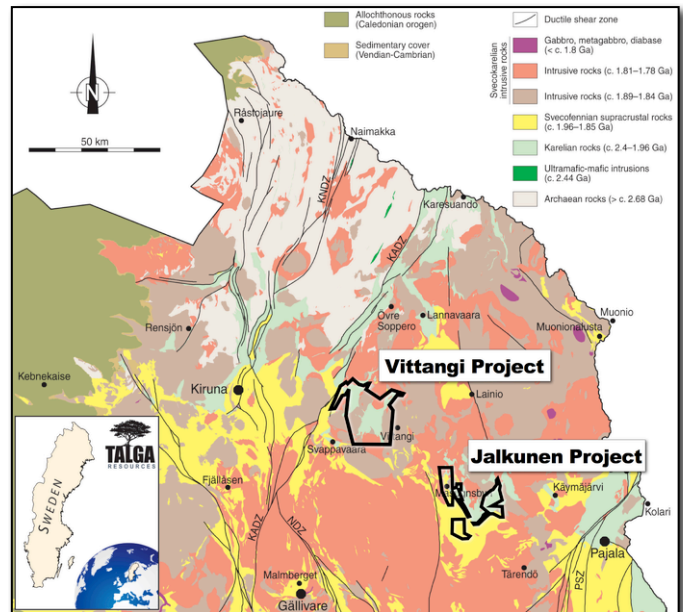 Allochthonous rocks
(Caledonian orogen)
Sedimentary cover
(Vendian-Cambrian)
Ductile shear zone
Gabbro, metagabbro, diabase
(< c. 1.8 Ga)
Svecokarelian
intrusive rocks
Intrusive rocks (c. 1.81–1.78 Ga)
Intrusive rocks (c. 1.89–1.84 Ga)
Svecofennian supracrustal rocks
(c. 1.96–1.85 Ga)
Karelian rocks (c. 2.4–1.96 Ga)
Ultramafic-mafic intrusions
(c. 2.44 Ga)
Archaean rocks (> c. 2.68 Ga)
N
50 km
Råstojaure
Naimakka
KNDZ
Karesuando
KADZ
Rensjön
Övre
Soppero
Lannavaara
Muonio
Muonionalusta
Kebnekaise
Kiruna
Vittangi Project
Lainio
Vittangi
Svappavaara
Jalkunen Project
TALGA
RESOURCES
SWEDEN
Fjällåsen
Käymäjärvi
Kolari
KADZ
NDZ
Pajala
Tärendö
PSZ
Malmberget
Gällivare